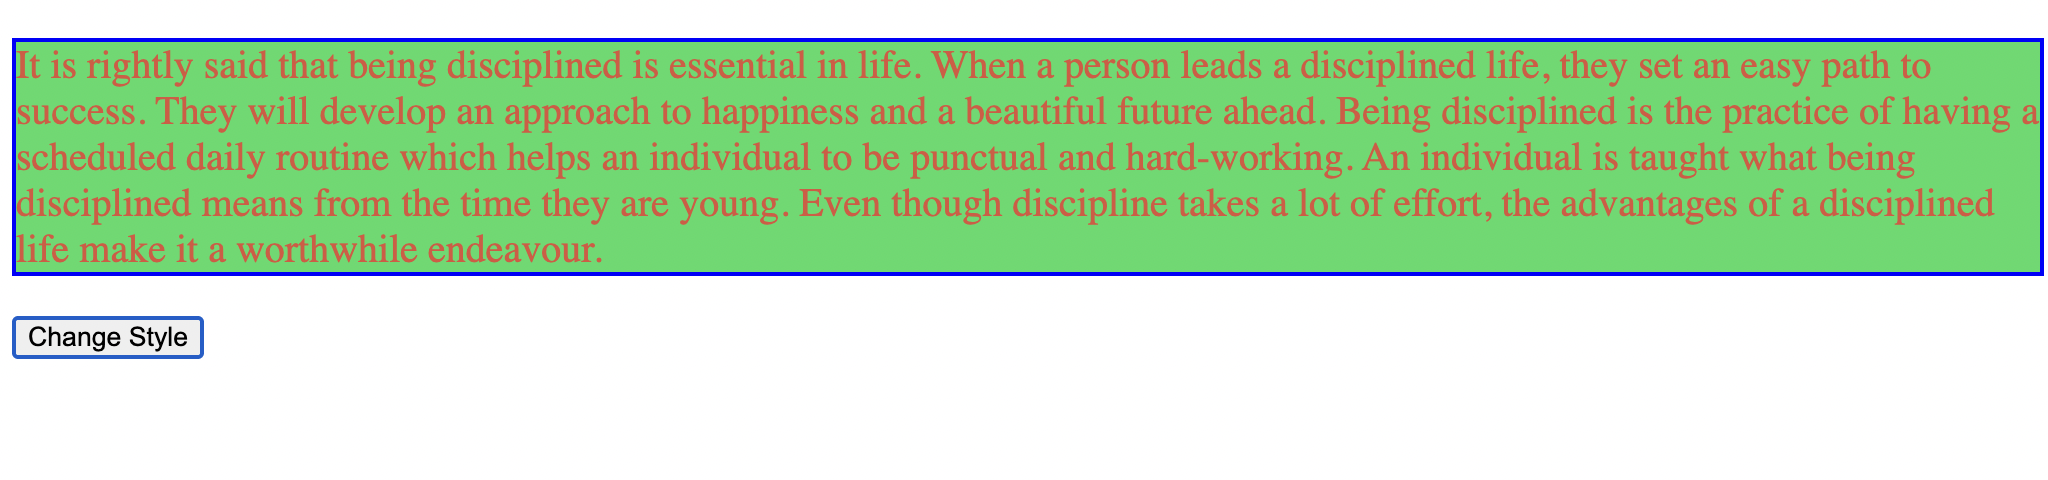 It is rightly said that being disciplined is essential in life. When a person leads a disciplined life, they set an easy path to
success. They will develop an approach to happiness and a beautiful future ahead. Being disciplined is the practice of having a
scheduled daily routine which helps an individual to be punctual and hard-working. An individual is taught what being
disciplined means from the time they are young. Even though discipline takes a lot of effort, the advantages of a disciplined
life make it a worthwhile endeavour.
Change Style